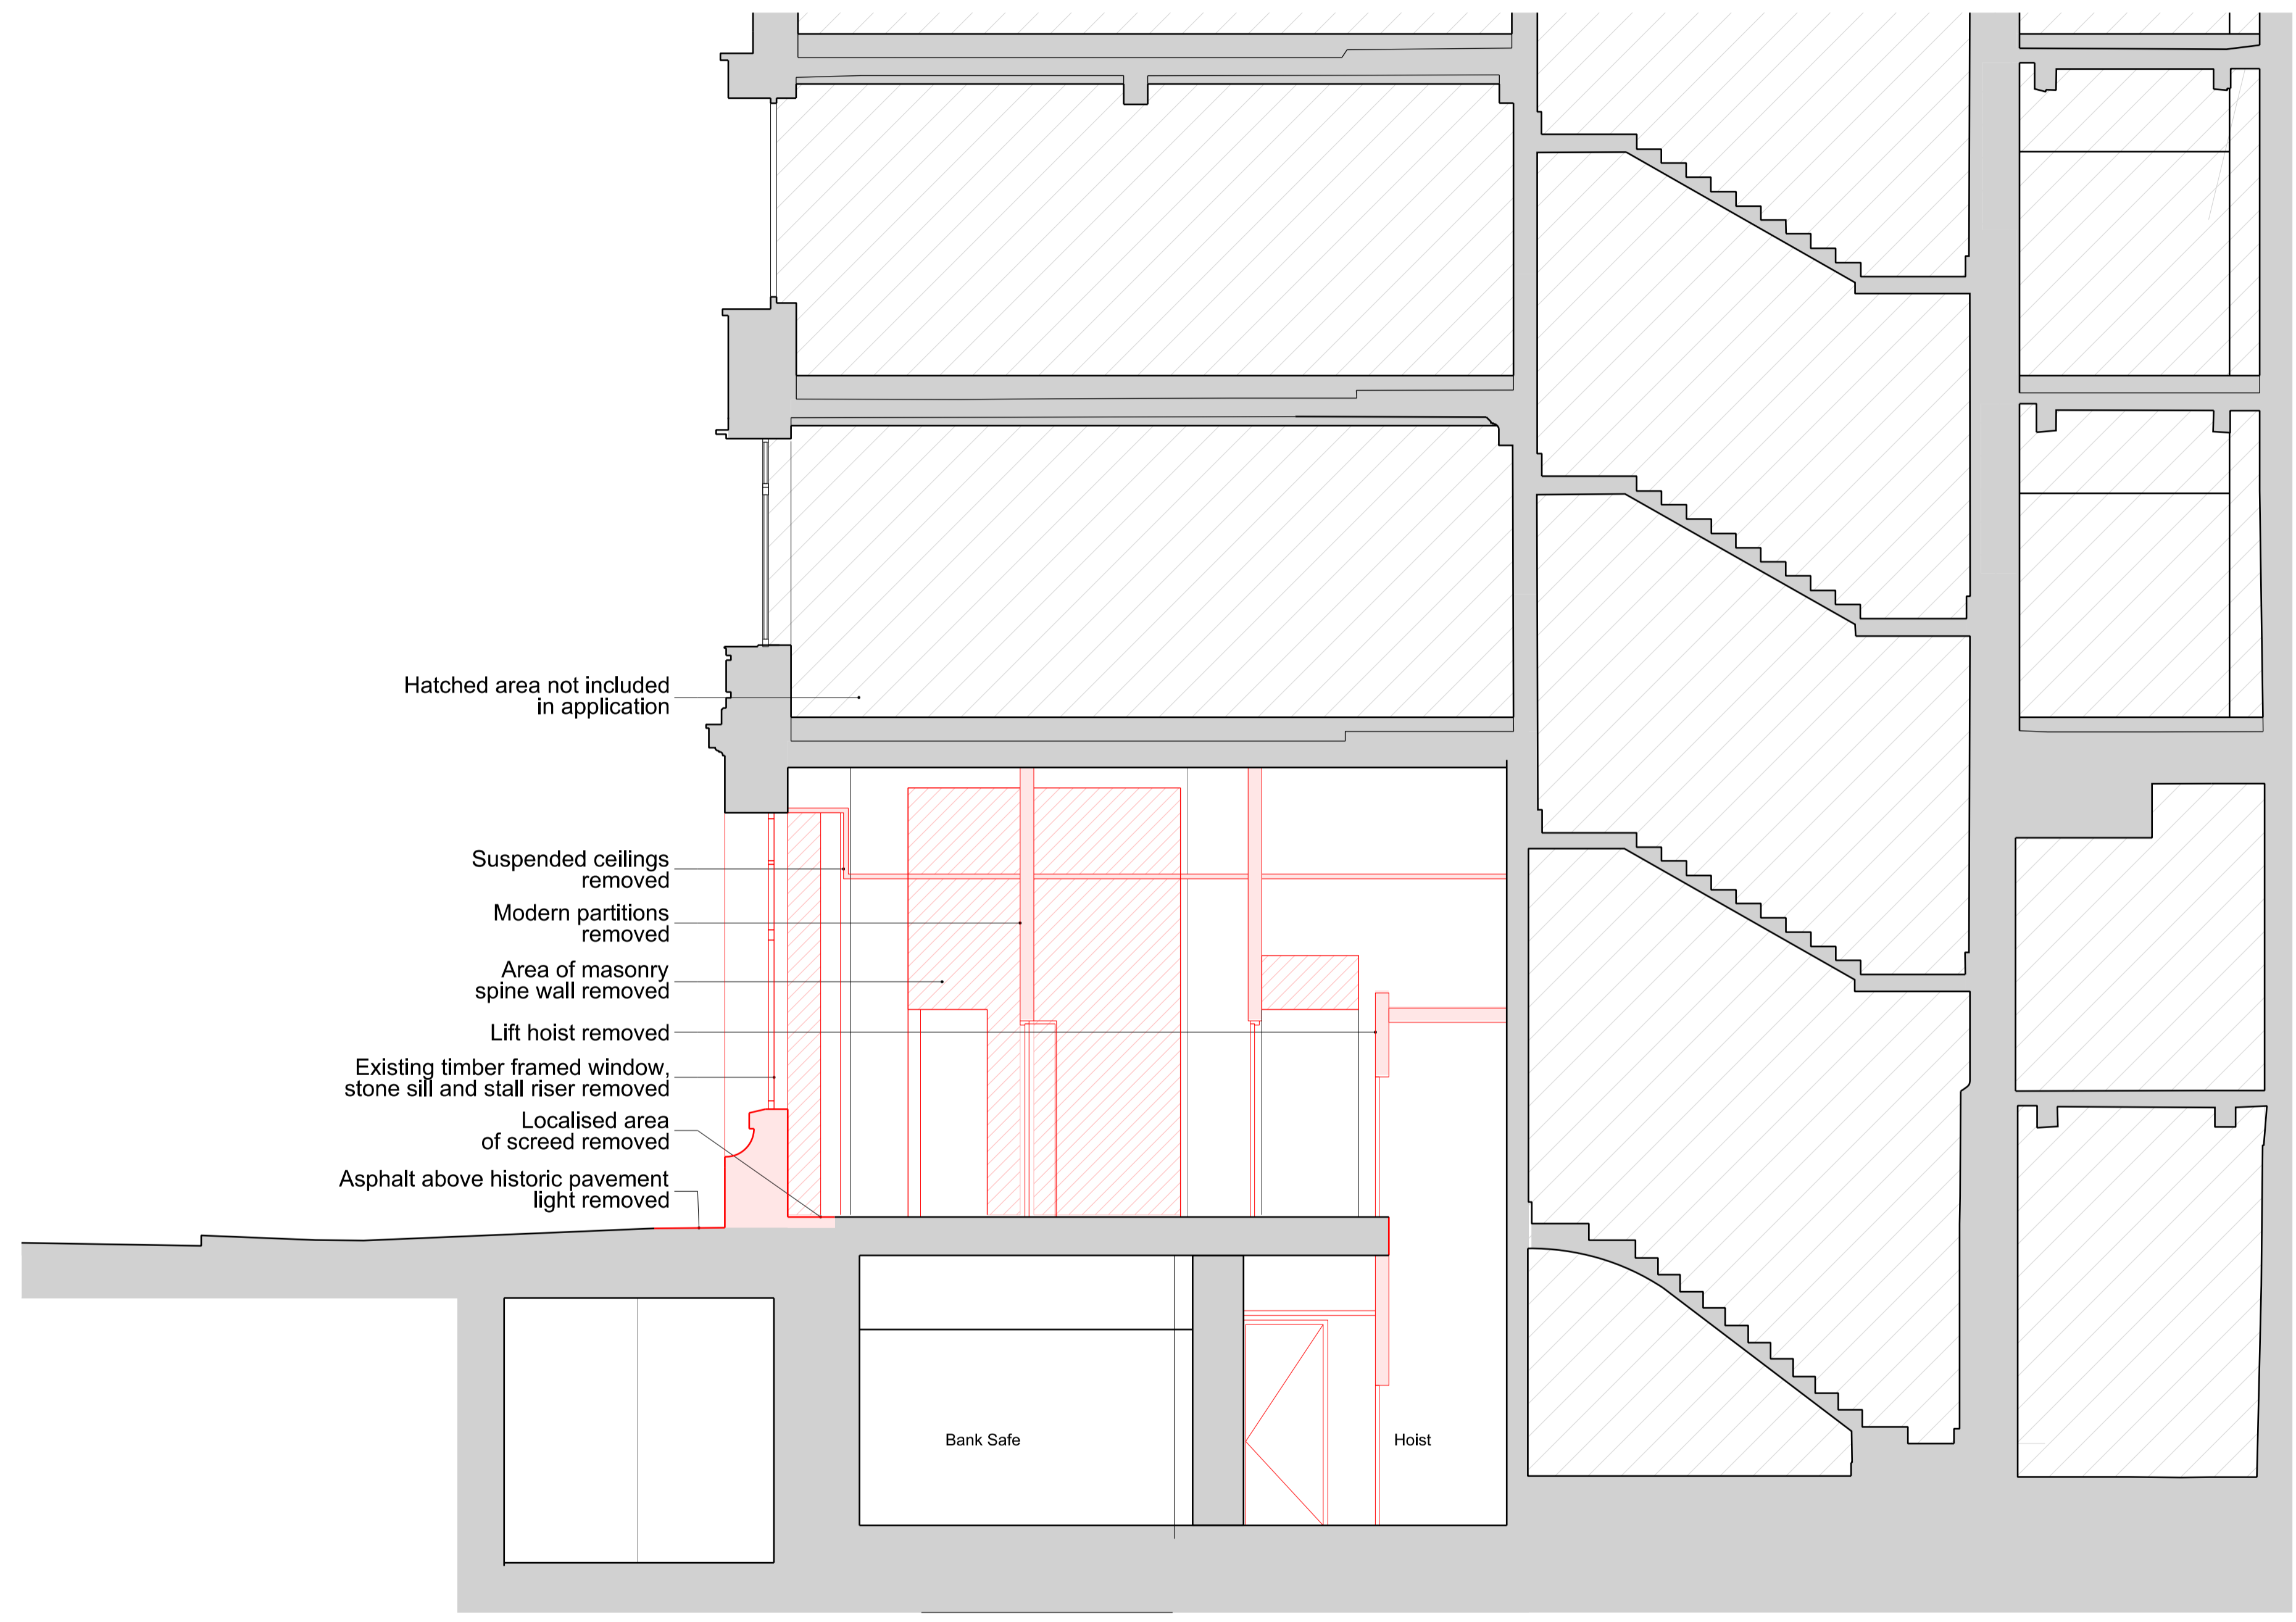 Hatched area not included
in application
Suspended ceilings
removed
Modern partitions
removed
Area of masonry
spine wall removed
Lift hoist removed
Existing timber framed window,
stone sill and stall riser removed
Localised area
of screed removed
Asphalt above historic pavement
light removed
Bank Safe
Hoist